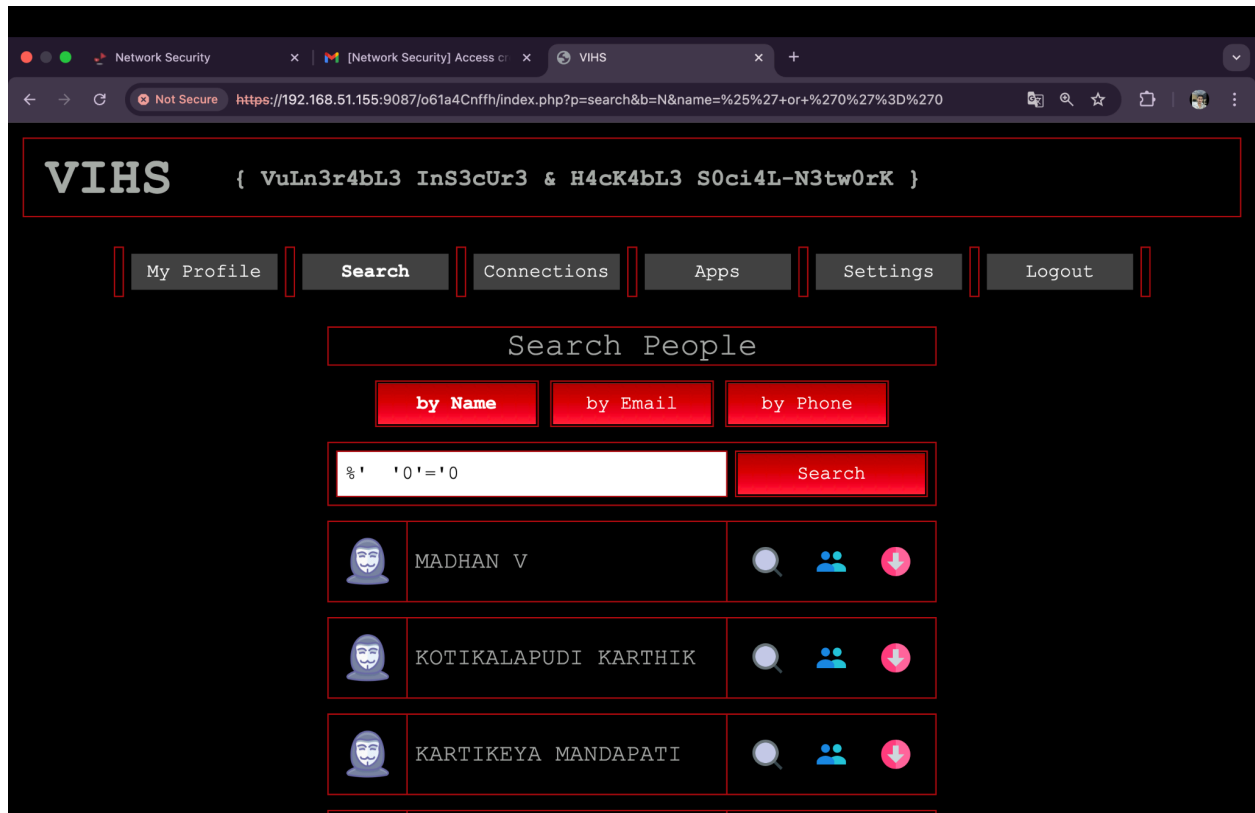 Network Security
[Network Security] Access cr
VIHS
Not Secure https://192.168.51.155:9087/o61a4Cnffh/index.php?p=search&b=N&name=%25%27+or+%270%27%3D%270
VIHS { VuLn3r4bL3 InS3cUr3 & H4cK4bL3 S0ci4L-N3tw0rK }
My Profile Search Connections Apps Settings Logout
Search People
by Name by Email by Phone
%'  '0'='0 Search
MADHAN V
KOTIKALAPUDI KARTHIK
KARTIKEYA MANDAPATI